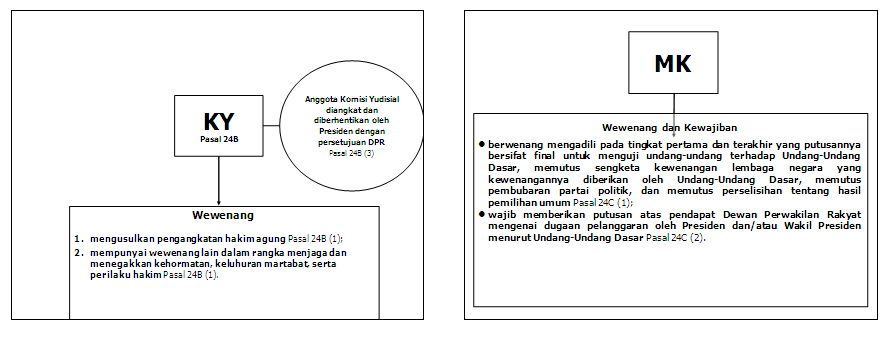 KY
Pasal 24B
Anggota Komisi Yudisial
diangkat dan
diberhentikan oleh
Presiden dengan
persetujuan DPR
Pasal 24B (3)
Wewenang
1. mengusulkan pengangkatan hakim agung Pasal 24B (1);
2. mempunyai wewenang lain dalam rangka menjaga dan
menegakkan kehormatan, keluhuran martabat, serta
perilaku hakim Pasal 24B (1).
MK
Wewenang dan Kewajiban
● berwenang mengadili pada tingkat pertama dan terakhir yang putusannya
bersifat final untuk menguji undang-undang terhadap Undang-Undang
Dasar, memutus sengketa kewenangan lembaga negara yang
kewenangannya diberikan oleh Undang-Undang Dasar, memutus
pembubaran partai politik, dan memutus perselisihan tentang hasil
pemilihan umum Pasal 24C (1);
● wajib memberikan putusan atas pendapat Dewan Perwakilan Rakyat
mengenai dugaan pelanggaran oleh Presiden dan/atau Wakil Presiden
menurut Undang-Undang Dasar Pasal 24C (2).